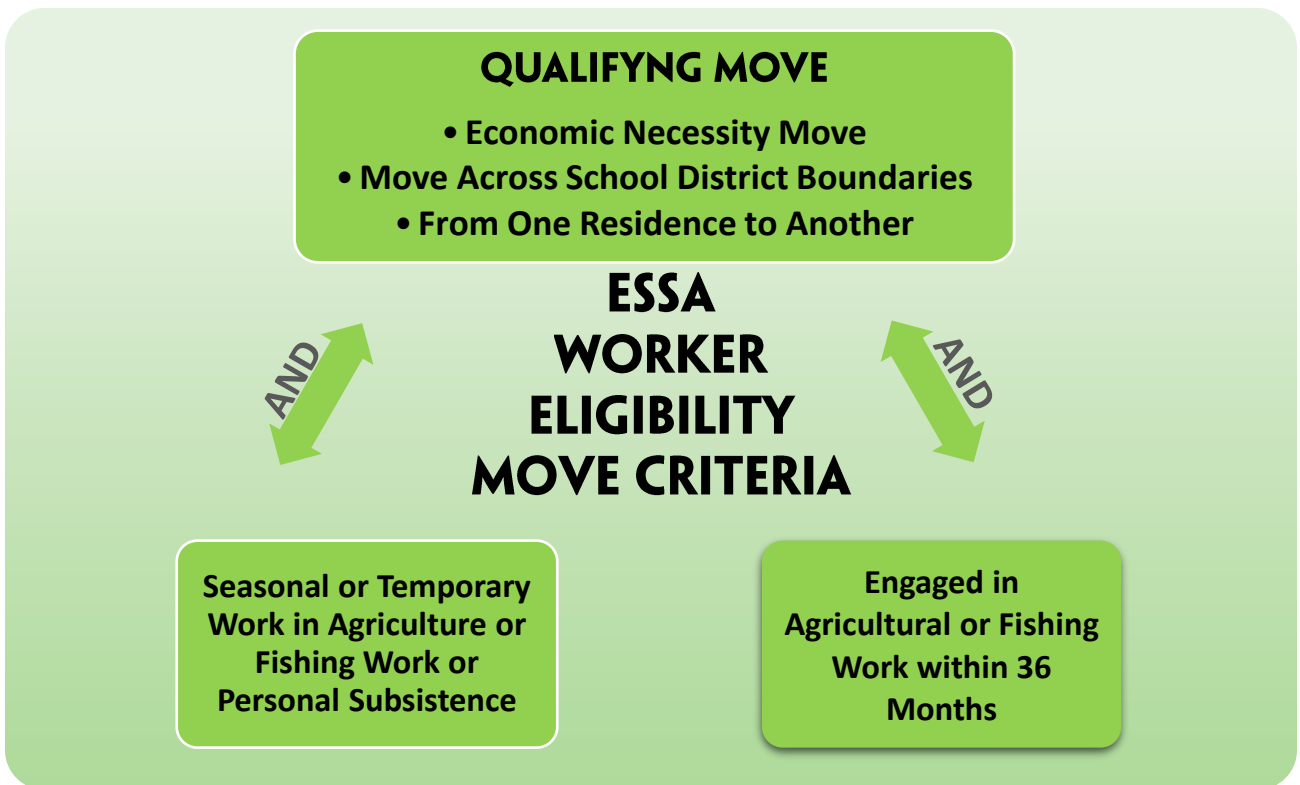 QUALIFYNG MOVE
• Economic Necessity Move
• Move Across School District Boundaries
• From One Residence to Another
ESSA
WORKER
ELIGIBILITY
MOVE CRITERIA
AND
AND
Seasonal or Temporary
Work in Agriculture or
Fishing Work or
Personal Subsistence
Engaged in
Agricultural or Fishing
Work within 36
Months